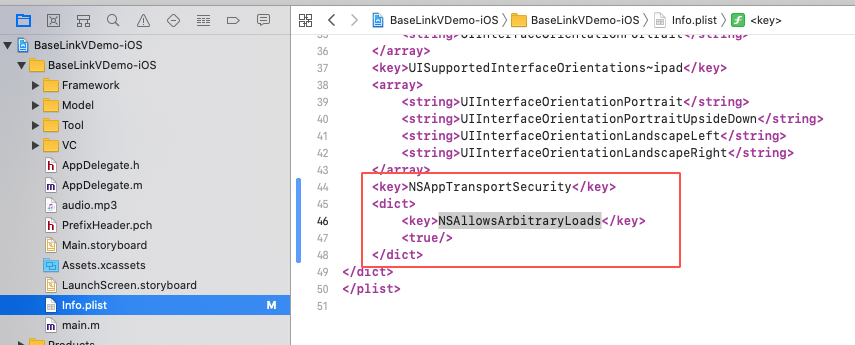 BaseLinkVDemo-iOS
BaseLinkVDemo-iOS
Framework
Model
Tool
VC
AppDelegate.h
AppDelegate.m
audio.mp3
PrefixHeader.pch
Main.storyboard
Assets.xcassets
LaunchScreen.storyboard
Info.plist M
main.m
BaseLinkVDemo-iOS BaseLinkVDemo-iOS Info.plist <key>
36 </array>
37 <key>UISupportedInterfaceOrientations~ipad</key>
38 <array>
39 <string>UIInterfaceOrientationPortrait</string>
40 <string>UIInterfaceOrientationPortraitUpsideDown</string>
41 <string>UIInterfaceOrientationLandscapeLeft</string>
42 <string>UIInterfaceOrientationLandscapeRight</string>
43 </array>
44 <key>NSAppTransportSecurity</key>
45 <dict>
46 <key>NSAllowsArbitraryLoads</key>
47 <true/>
48 </dict>
49 </dict>
50 </plist>
51